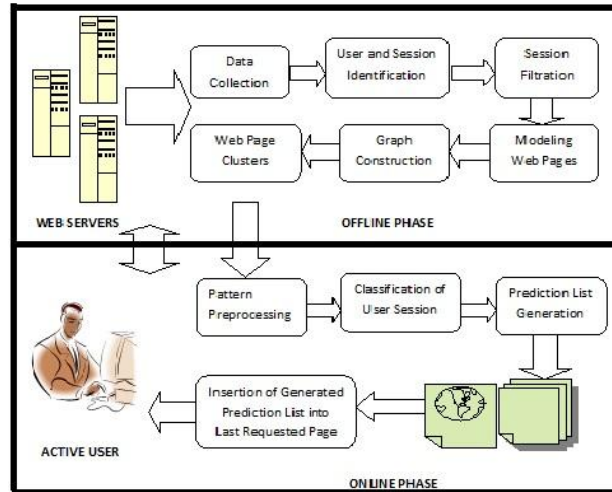 Data
Collection
User and Session
Identification
Session
Filtration
Web Page
Clusters
Graph
Construction
Modeling
Web Pages
WEB SERVERS
OFFLINE PHASE
Pattern
Preprocessing
Classification of
User Session
Prediction List
Generation
Insertion of Generated
Prediction List into
Last Requested Page
ACTIVE USER
ONLINE PHASE